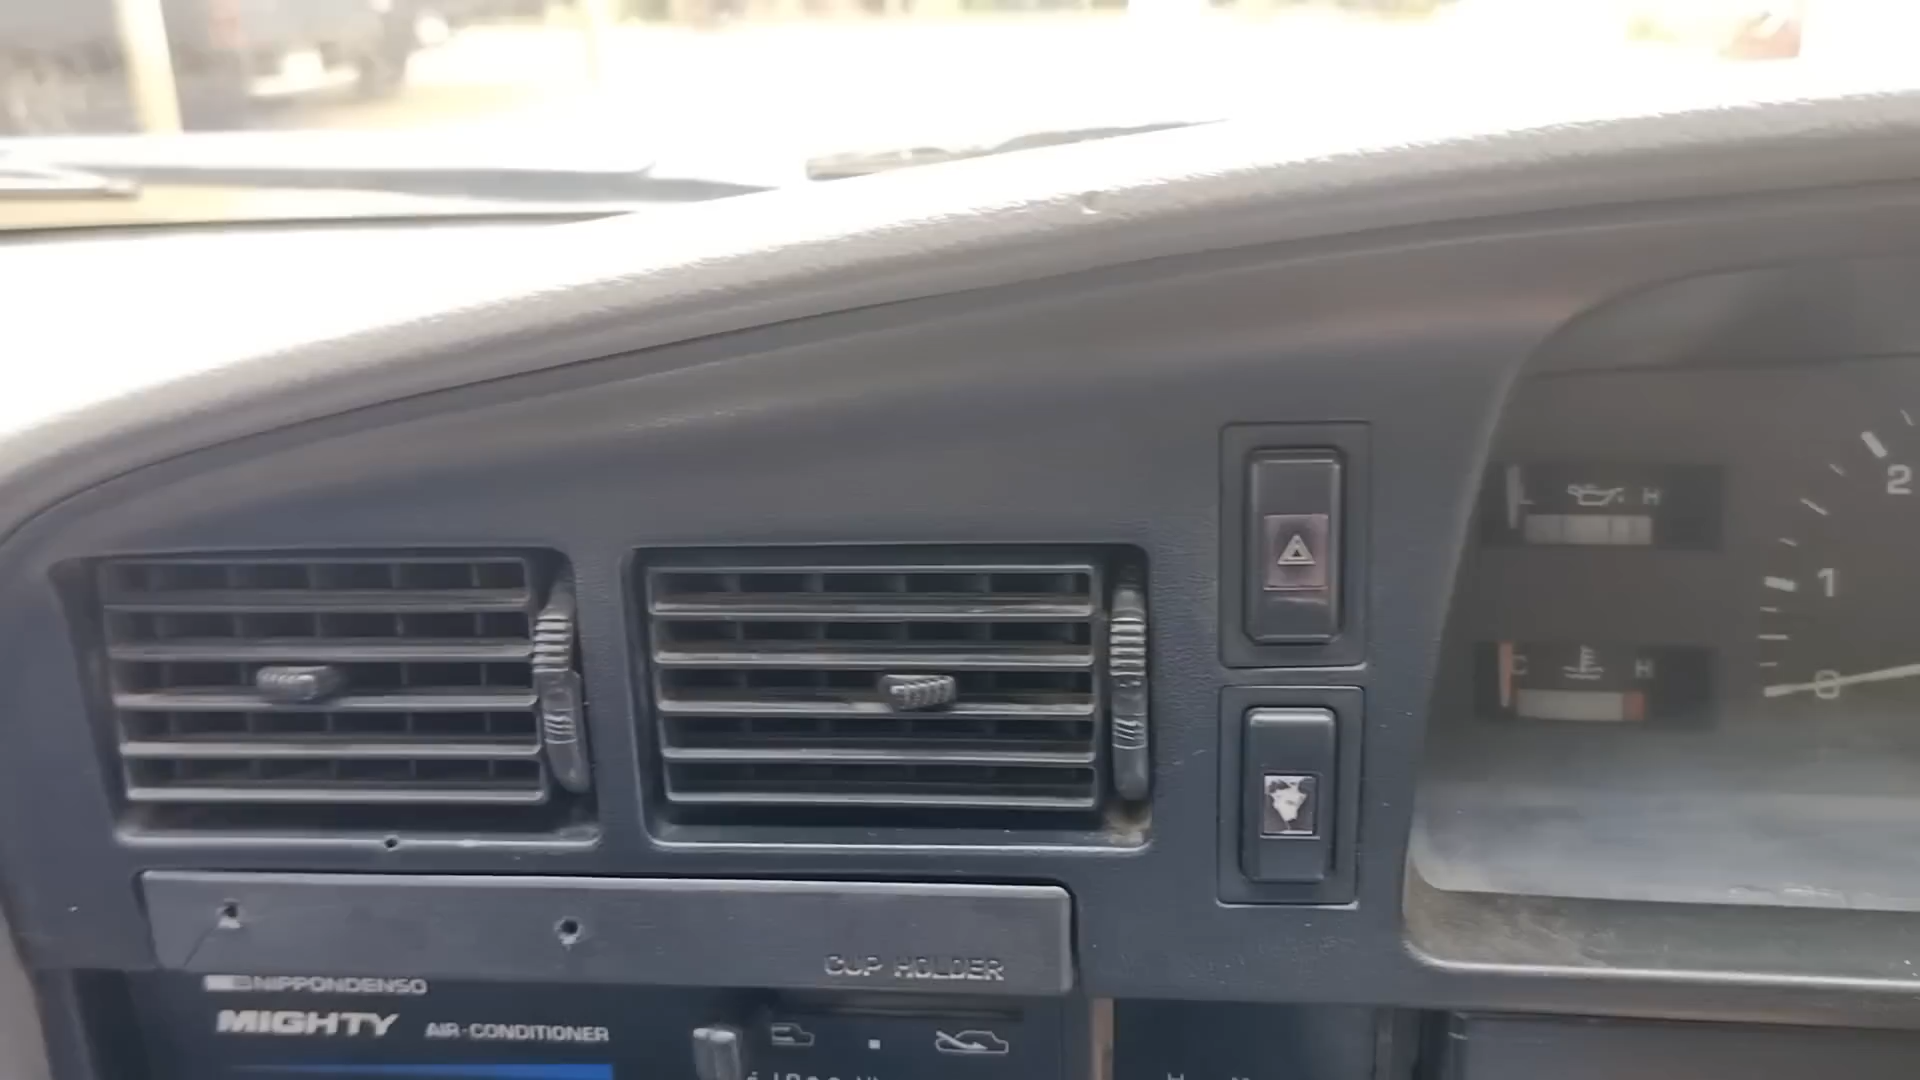 L H
2
1
C H
0
CUP HOLDER
NIPPONDENSO
MIGHTY AIR-CONDITIONER